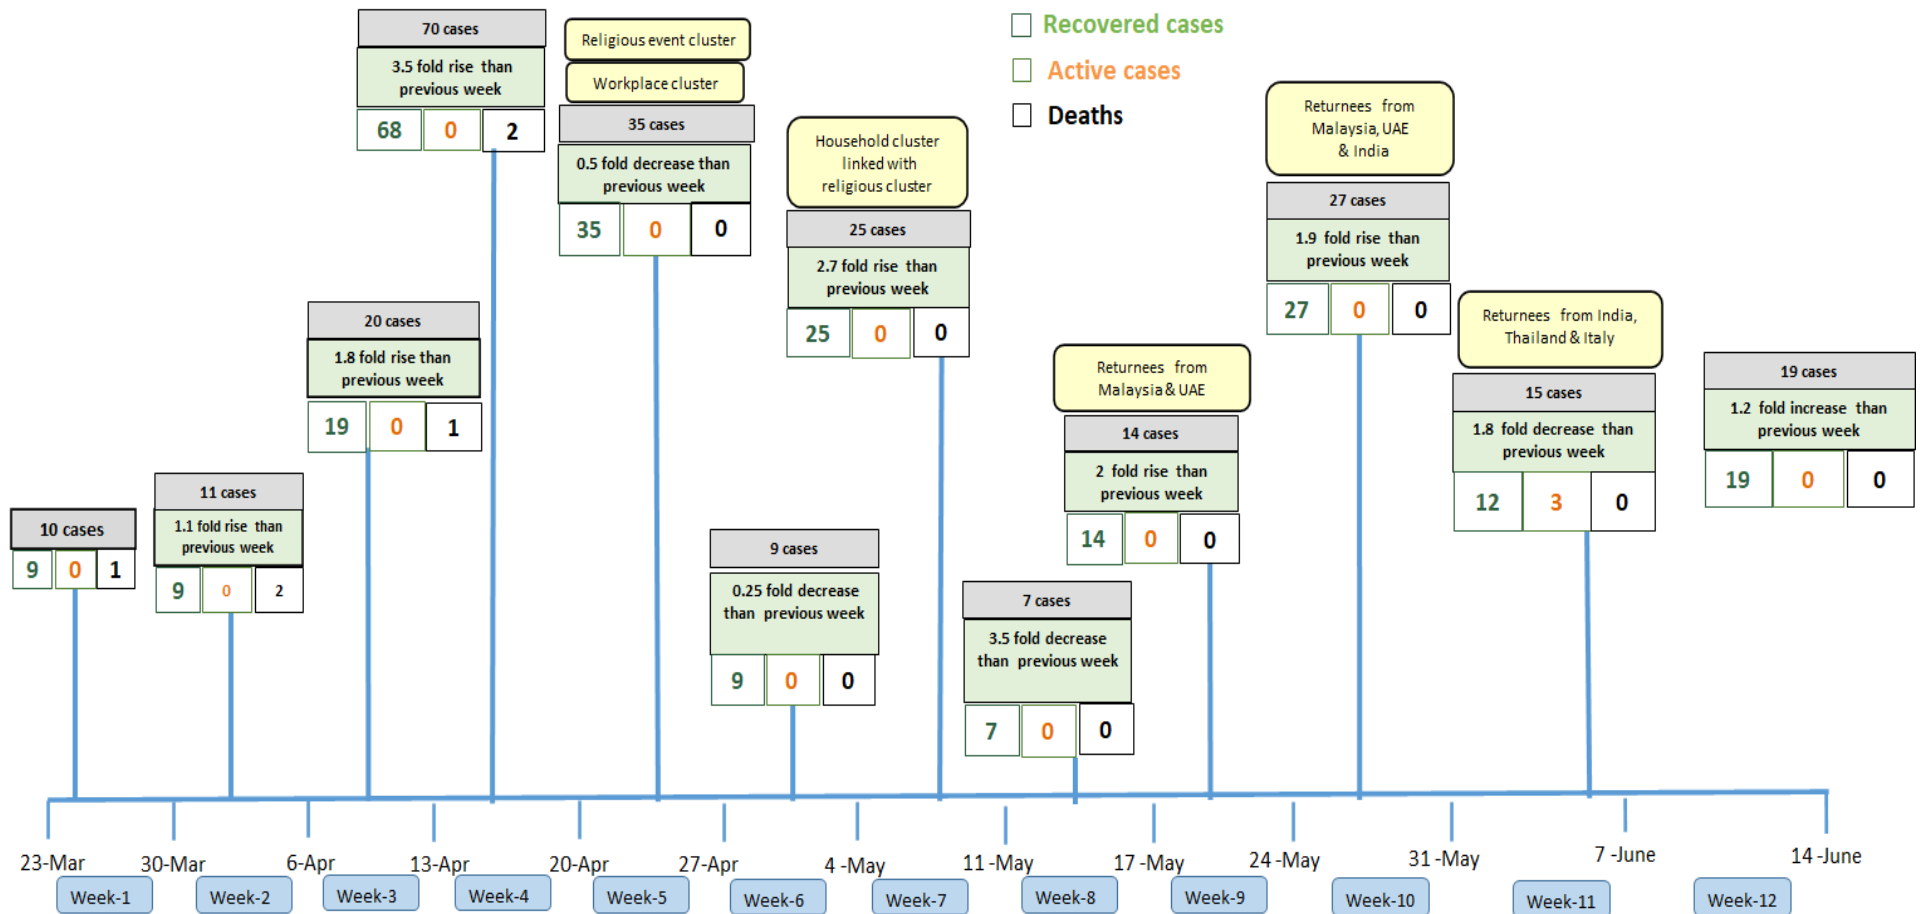 Recovered cases
Active cases
Deaths
10 cases
9 0 1
11 cases
1.1 fold rise than
previous week
9 0 2
20 cases
1.8 fold rise than
previous week
19 0 1
70 cases
3.5 fold rise than
previous week
68 0 2
Religious event cluster
Workplace cluster
35 cases
0.5 fold decrease than
previous week
35 0 0
9 cases
0.25 fold decrease
than previous week
9 0 0
Household cluster
linked with
religious cluster
25 cases
2.7 fold rise than
previous week
25 0 0
7 cases
3.5 fold decrease
than previous week
7 0 0
Returnees from
Malaysia & UAE
14 cases
2 fold rise than
previous week
14 0 0
Returnees from
Malaysia, UAE
& India
27 cases
1.9 fold rise than
previous week
27 0 0
Returnees from India,
Thailand & Italy
15 cases
1.8 fold decrease than
previous week
12 3 0
19 cases
1.2 fold increase than
previous week
19 0 0
23-Mar 30-Mar 6-Apr 13-Apr 20-Apr 27-Apr 4 -May 11 -May 17 -May 24 -May 31 -May 7 -June 14 -June
Week-1 Week-2 Week-3 Week-4 Week-5 Week-6 Week-7 Week-8 Week-9 Week-10 Week-11 Week-12